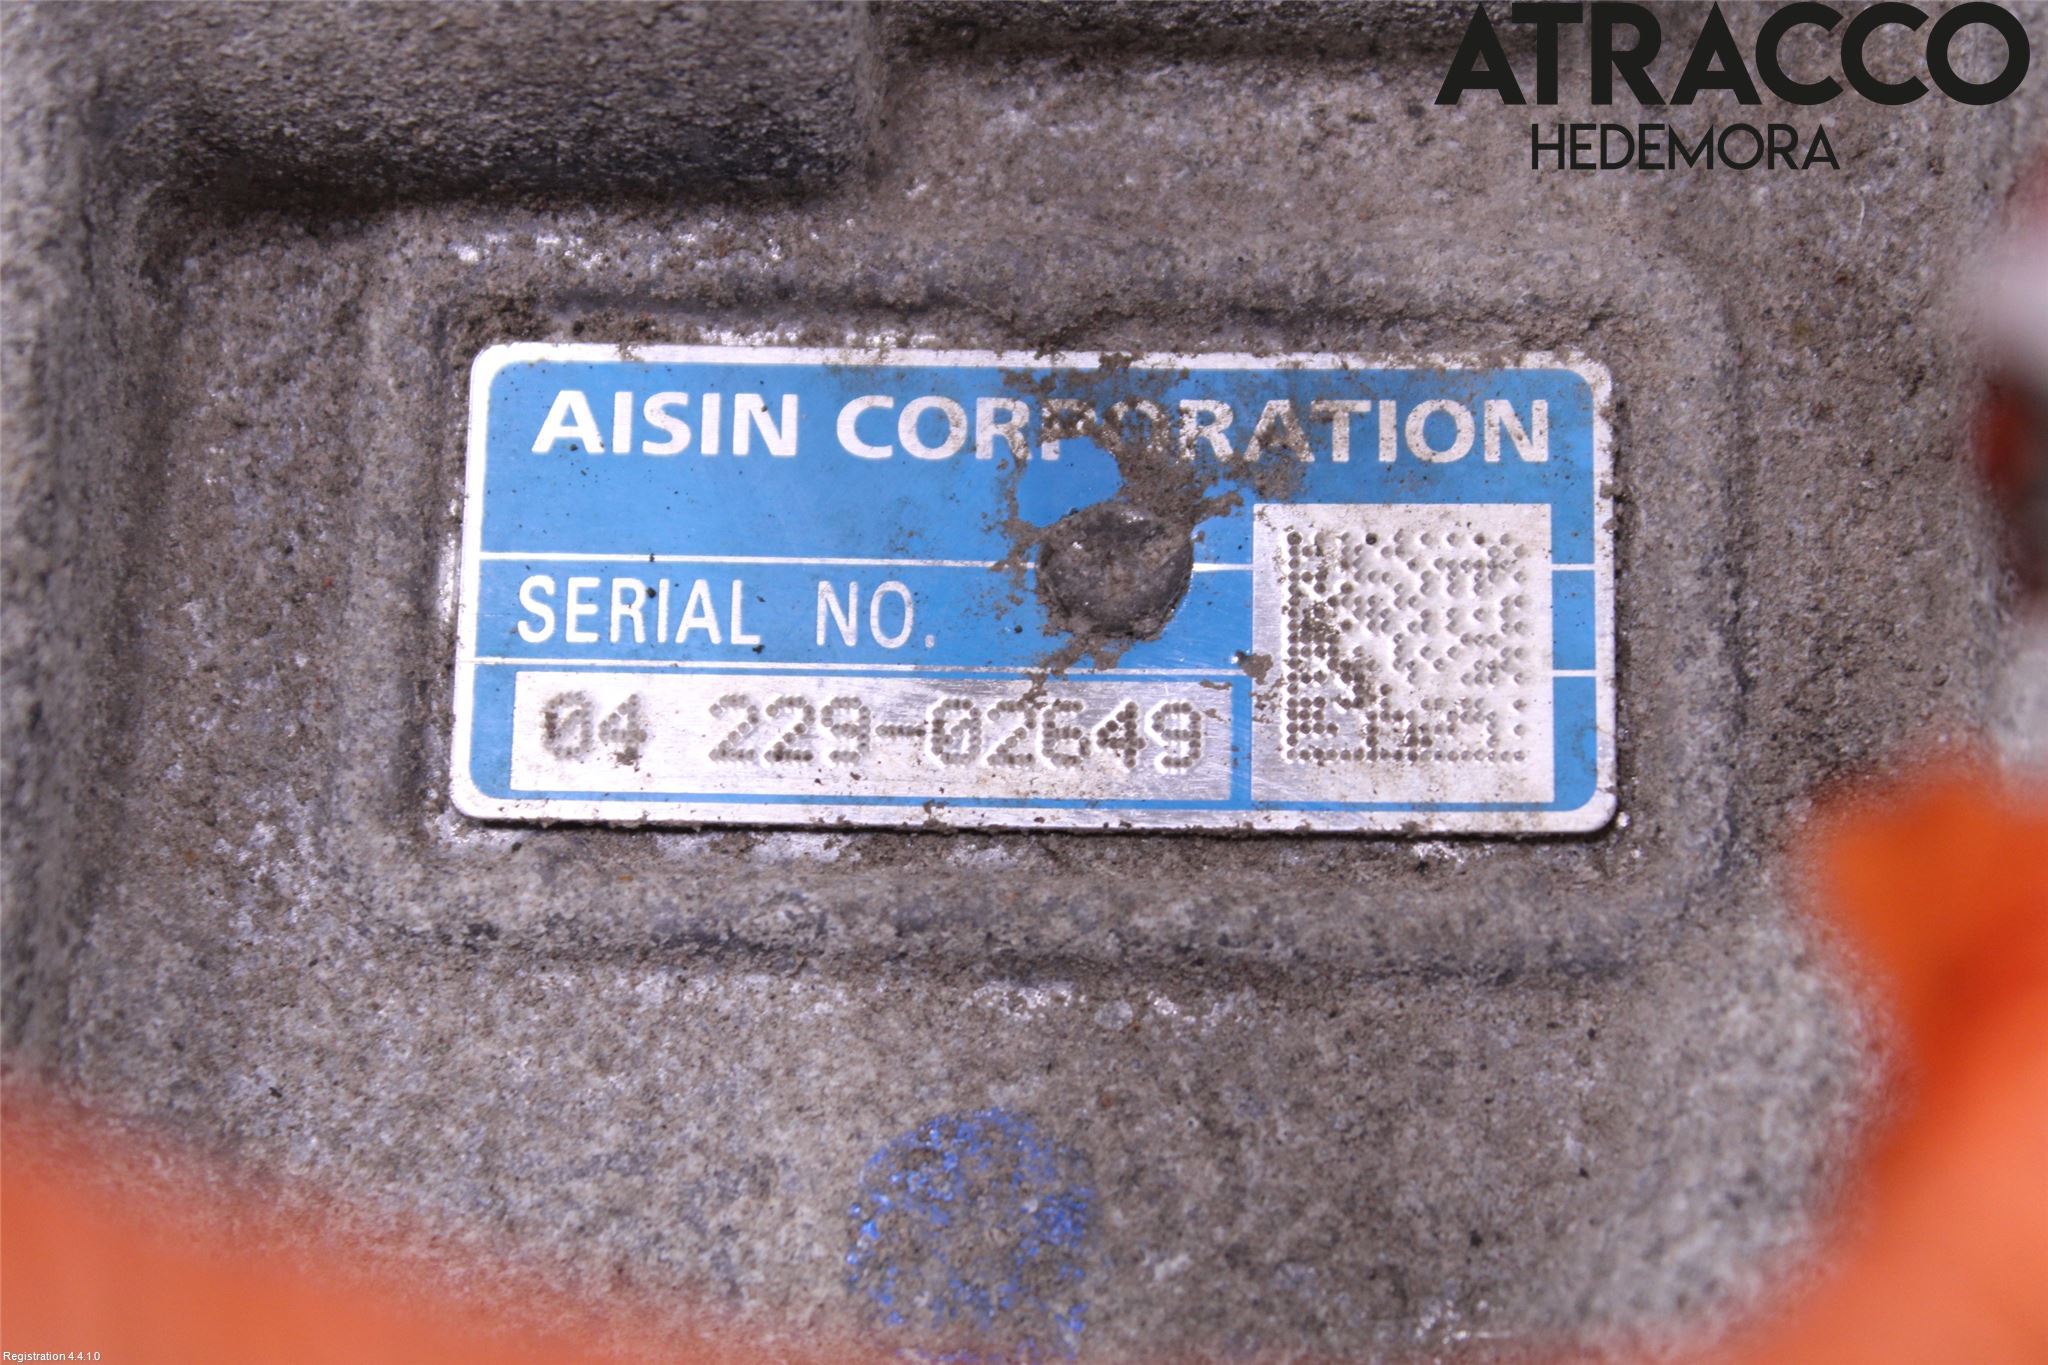 ATRACCO
HEDEMORA
AISIN CORPORATION
SERIAL NO.
04 229-02649
Registration 4.4.1.0